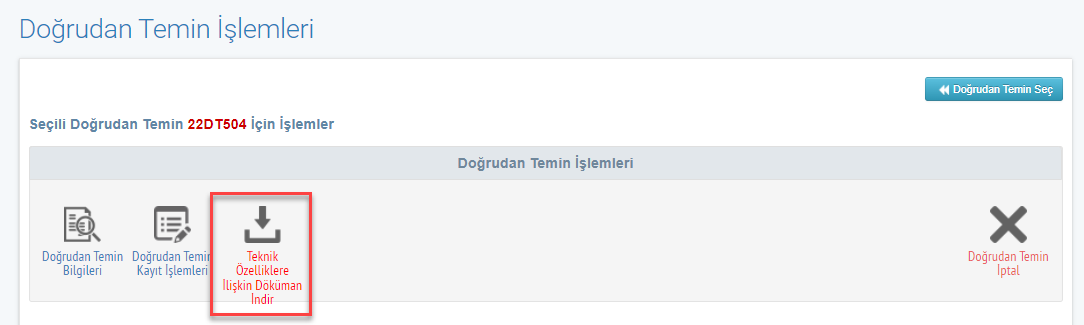 Doğrudan Temin İşlemleri
Doğrudan Temin Seç
Seçili Doğrudan Temin 22DT504 İçin İşlemler
Doğrudan Temin İşlemleri
Doğrudan Temin
Bilgileri
Doğrudan Temin
Kayıt İşlemleri
Teknik
Özelliklere
İlişkin Döküman
İndir
Doğrudan Temin
İptal